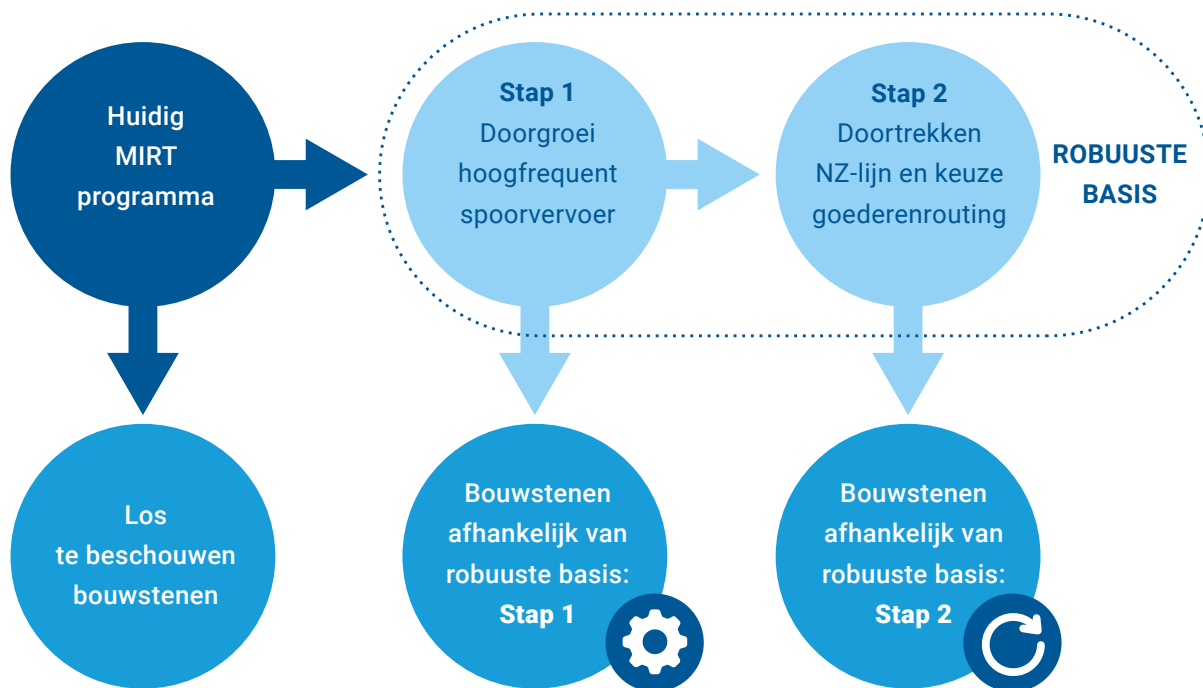 Huidig
MIRT
programma
Stap 1
Doorgroei
hoogfrequent
spoorvervoer
Stap 2
Doortrekken
NZ-lijn en keuze
goederenrouting
ROBUUSTE
BASIS
Los
te beschouwen
bouwstenen
Bouwstenen
afhankelijk van
robuuste basis:
Stap 1
Bouwstenen
afhankelijk van
robuuste basis:
Stap 2